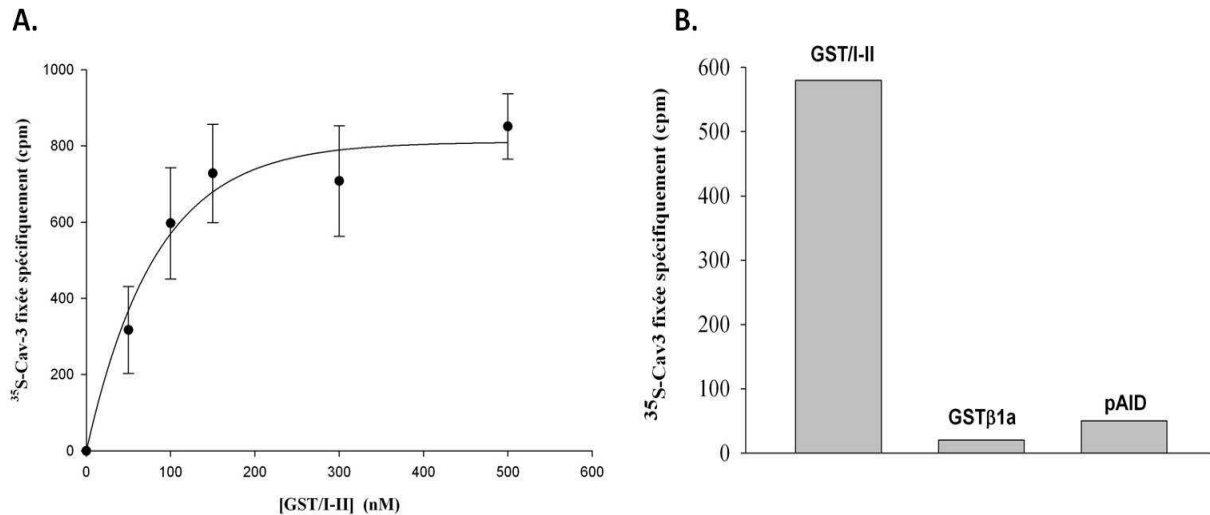 A.
1000
800
600
400
200
0
³⁵S-Cav-3 fixée spécifiquement (cpm)
0 100 200 300 400 500 600
[GST/I-II] (nM)
B.
600
500
400
300
200
100
0
³⁵S-Cav3 fixée spécifiquement (cpm)
GST/I-II
GSTβ1a
pAID